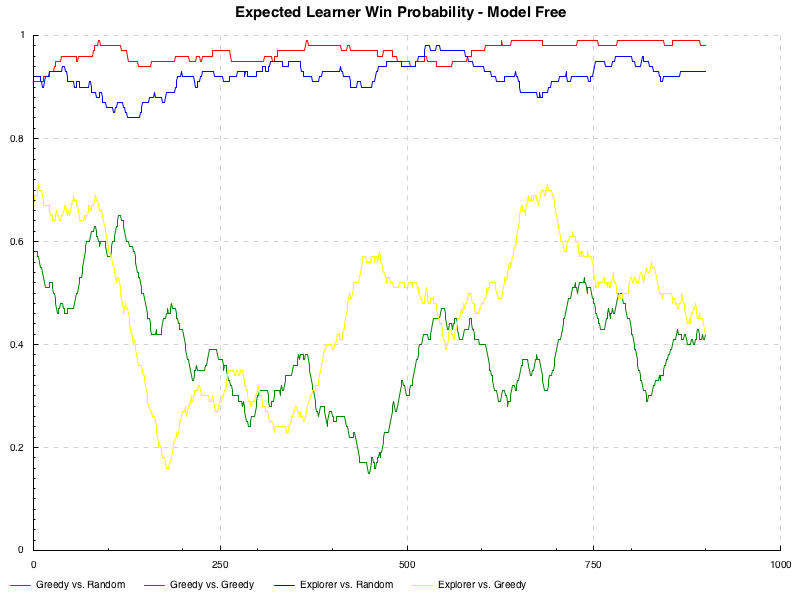 Expected Learner Win Probability - Model Free
1
0.8
0.6
0.4
0.2
0
0 250 500 750 1000
Greedy vs. Random Greedy vs. Greedy Explorer vs. Random Explorer vs. Greedy